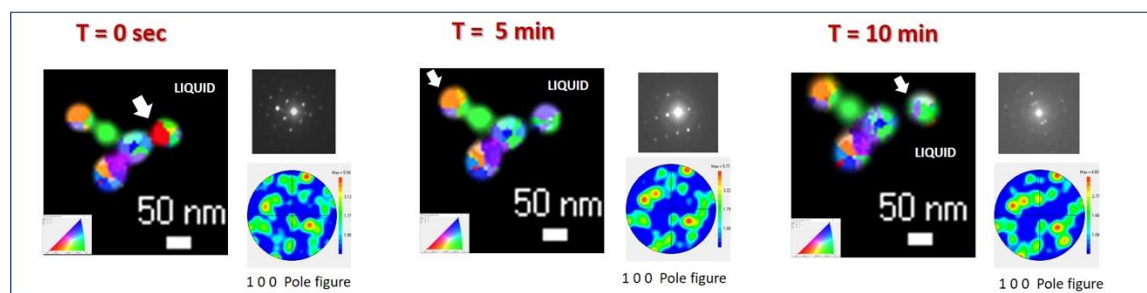 T = 0 sec
LIQUID
50 nm
1 0 0 Pole figure
T = 5 min
LIQUID
50 nm
1 0 0 Pole figure
T = 10 min
LIQUID
50 nm
1 0 0 Pole figure